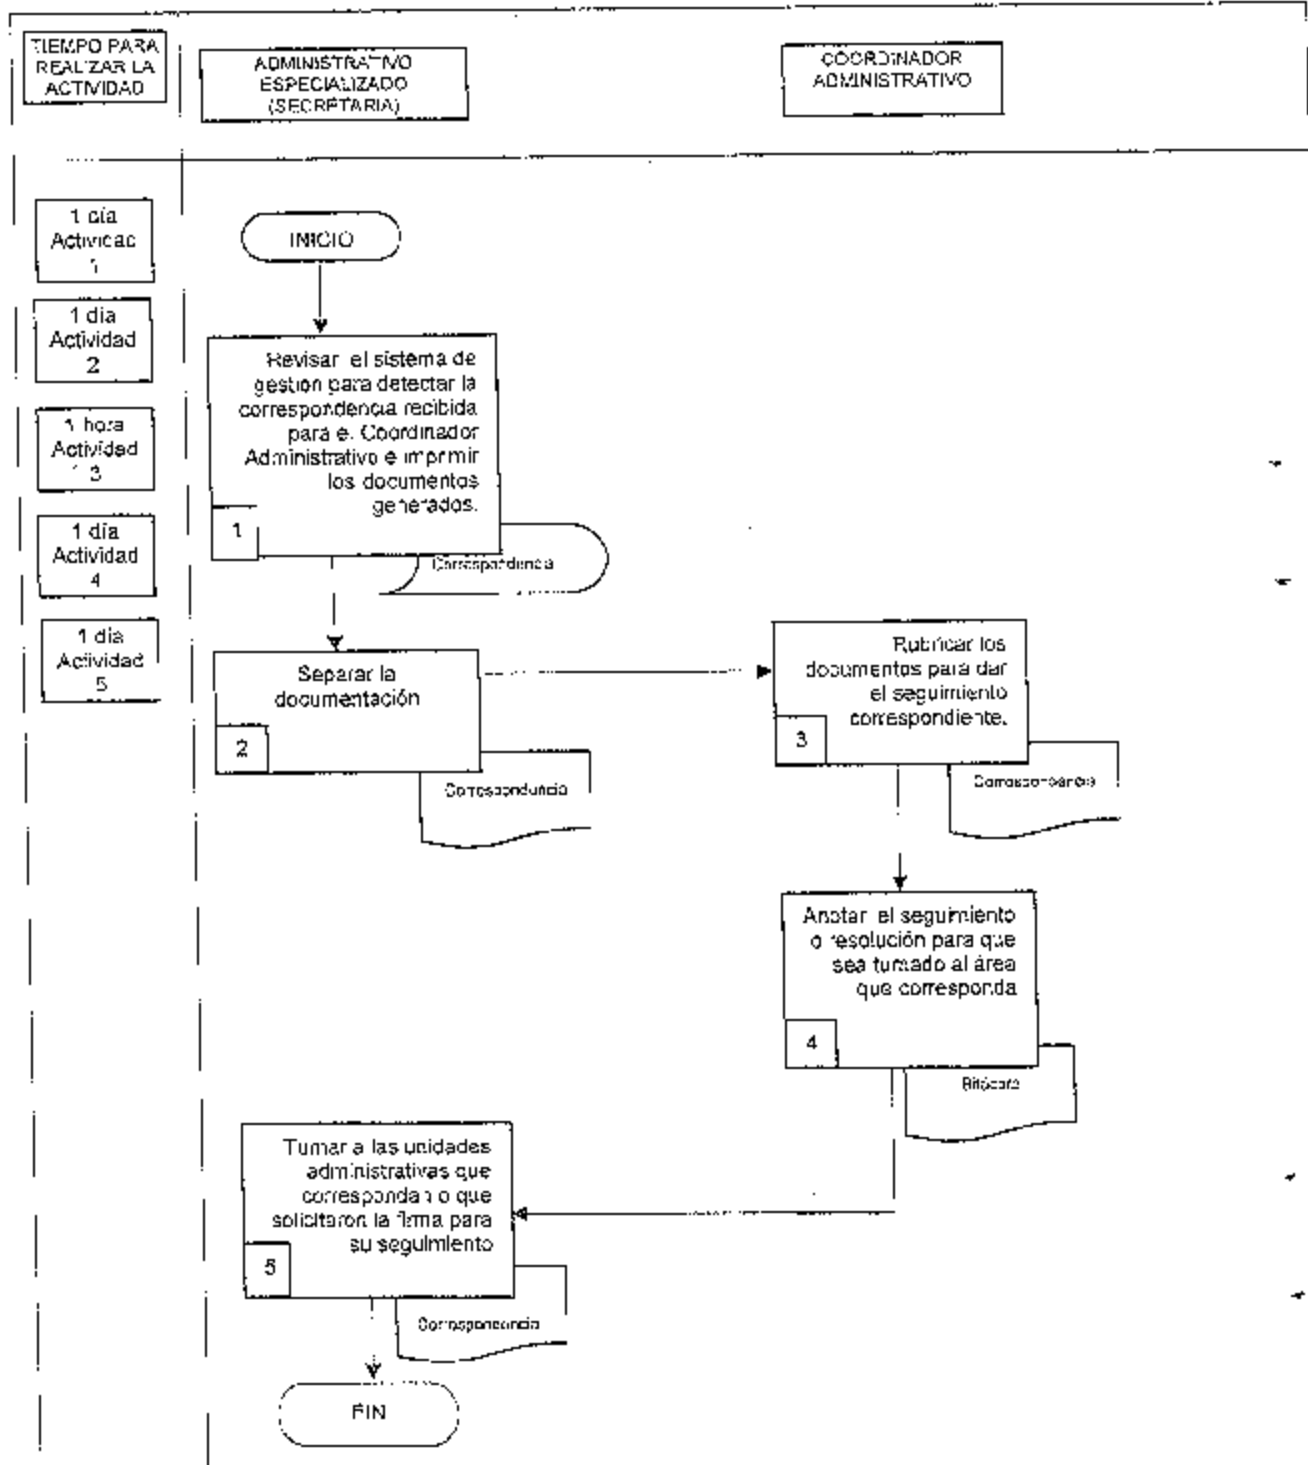 TIEMPO PARA
REALIZAR LA
ACTIVIDAD
ADMINISTRATIVO
ESPECIALIZADO
(SECRETARIA)
COORDINADOR
ADMINISTRATIVO
1 día
Actividad
1
1 día
Actividad
2
1 hora
Actividad
3
1 día
Actividad
4
1 día
Actividad
5
INICIO
Revisar el sistema de
gestión para detectar la
correspondencia recibida
para el Coordinador
Administrativo e imprimir
los documentos
generados.
1
Correspondencia
Separar la
documentación
2
Correspondencia
Rubricar los
documentos para dar
el seguimiento
correspondiente.
3
Correspondencia
Anotar el seguimiento
o resolución para que
sea turnado al área
que corresponda
4
Bitácora
Turnar a las unidades
administrativas que
correspondan o que
solicitaron la firma para
su seguimiento
5
Correspondencia
FIN